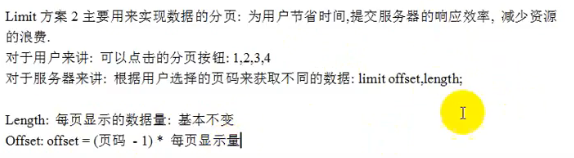 Limit 方案 2 主要用来实现数据的分页: 为用户节省时间,提交服务器的响应效率, 减少资源
的浪费.
对于用户来讲: 可以点击的分页按钮: 1,2,3,4
对于服务器来讲: 根据用户选择的页码来获取不同的数据: limit offset,length;
Length: 每页显示的数据量: 基本不变
Offset: offset = (页码 - 1) * 每页显示量